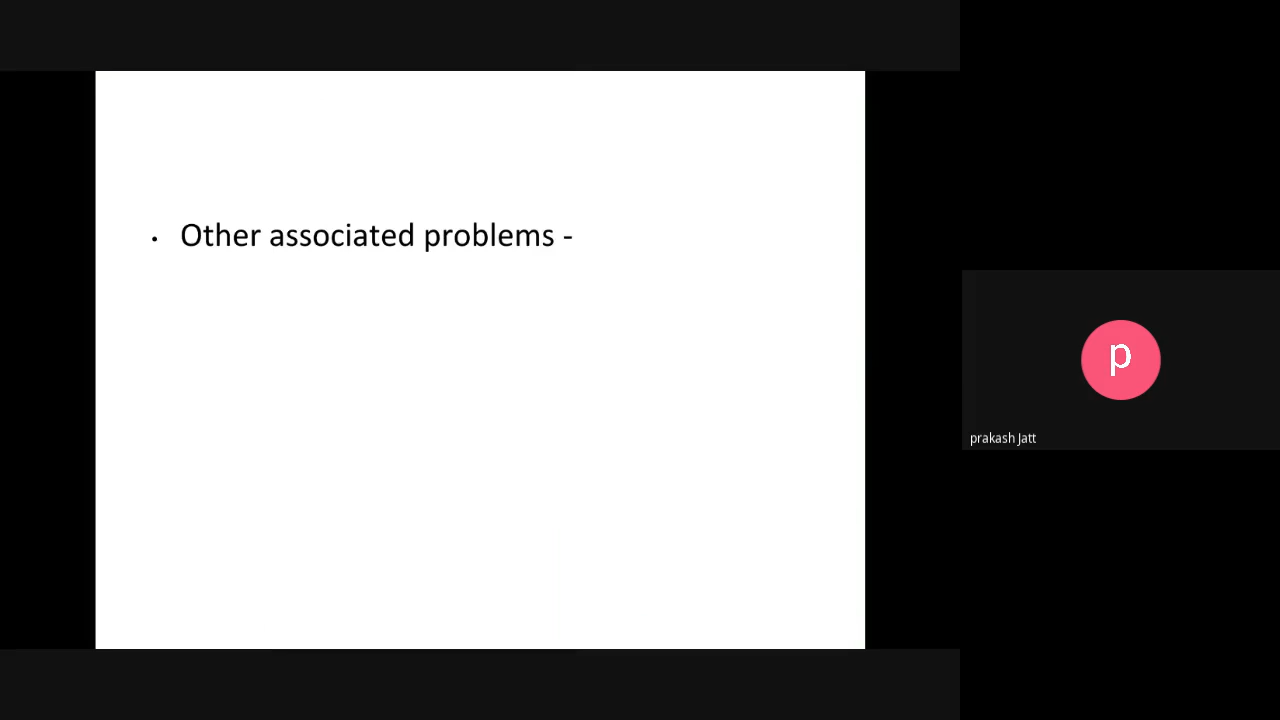 • Other associated problems -
p
prakash Jatt